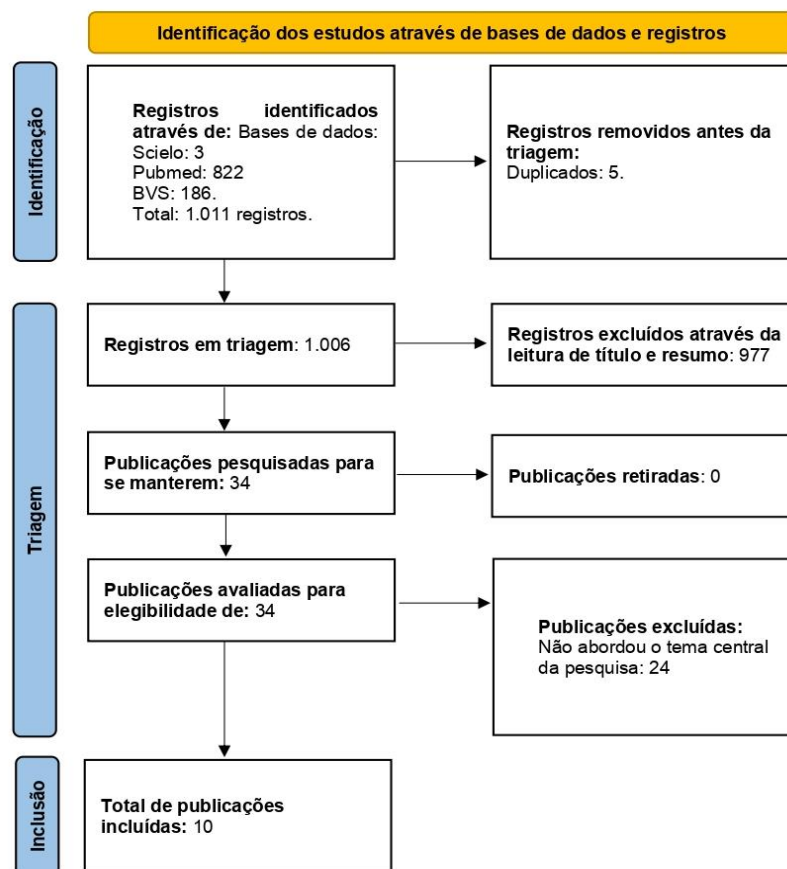 Identificação dos estudos através de bases de dados e registros
Identificação
Registros identificados
através de: Bases de dados:
Scielo: 3
Pubmed: 822
BVS: 186.
Total: 1.011 registros.
Registros removidos antes da
triagem:
Duplicados: 5.
Triagem
Registros em triagem: 1.006
Registros excluídos através da
leitura de título e resumo: 977
Publicações pesquisadas para
se manterem: 34
Publicações retiradas: 0
Publicações avaliadas para
elegibilidade de: 34
Publicações excluídas:
Não abordou o tema central
da pesquisa: 24
Inclusão
Total de publicações
incluídas: 10